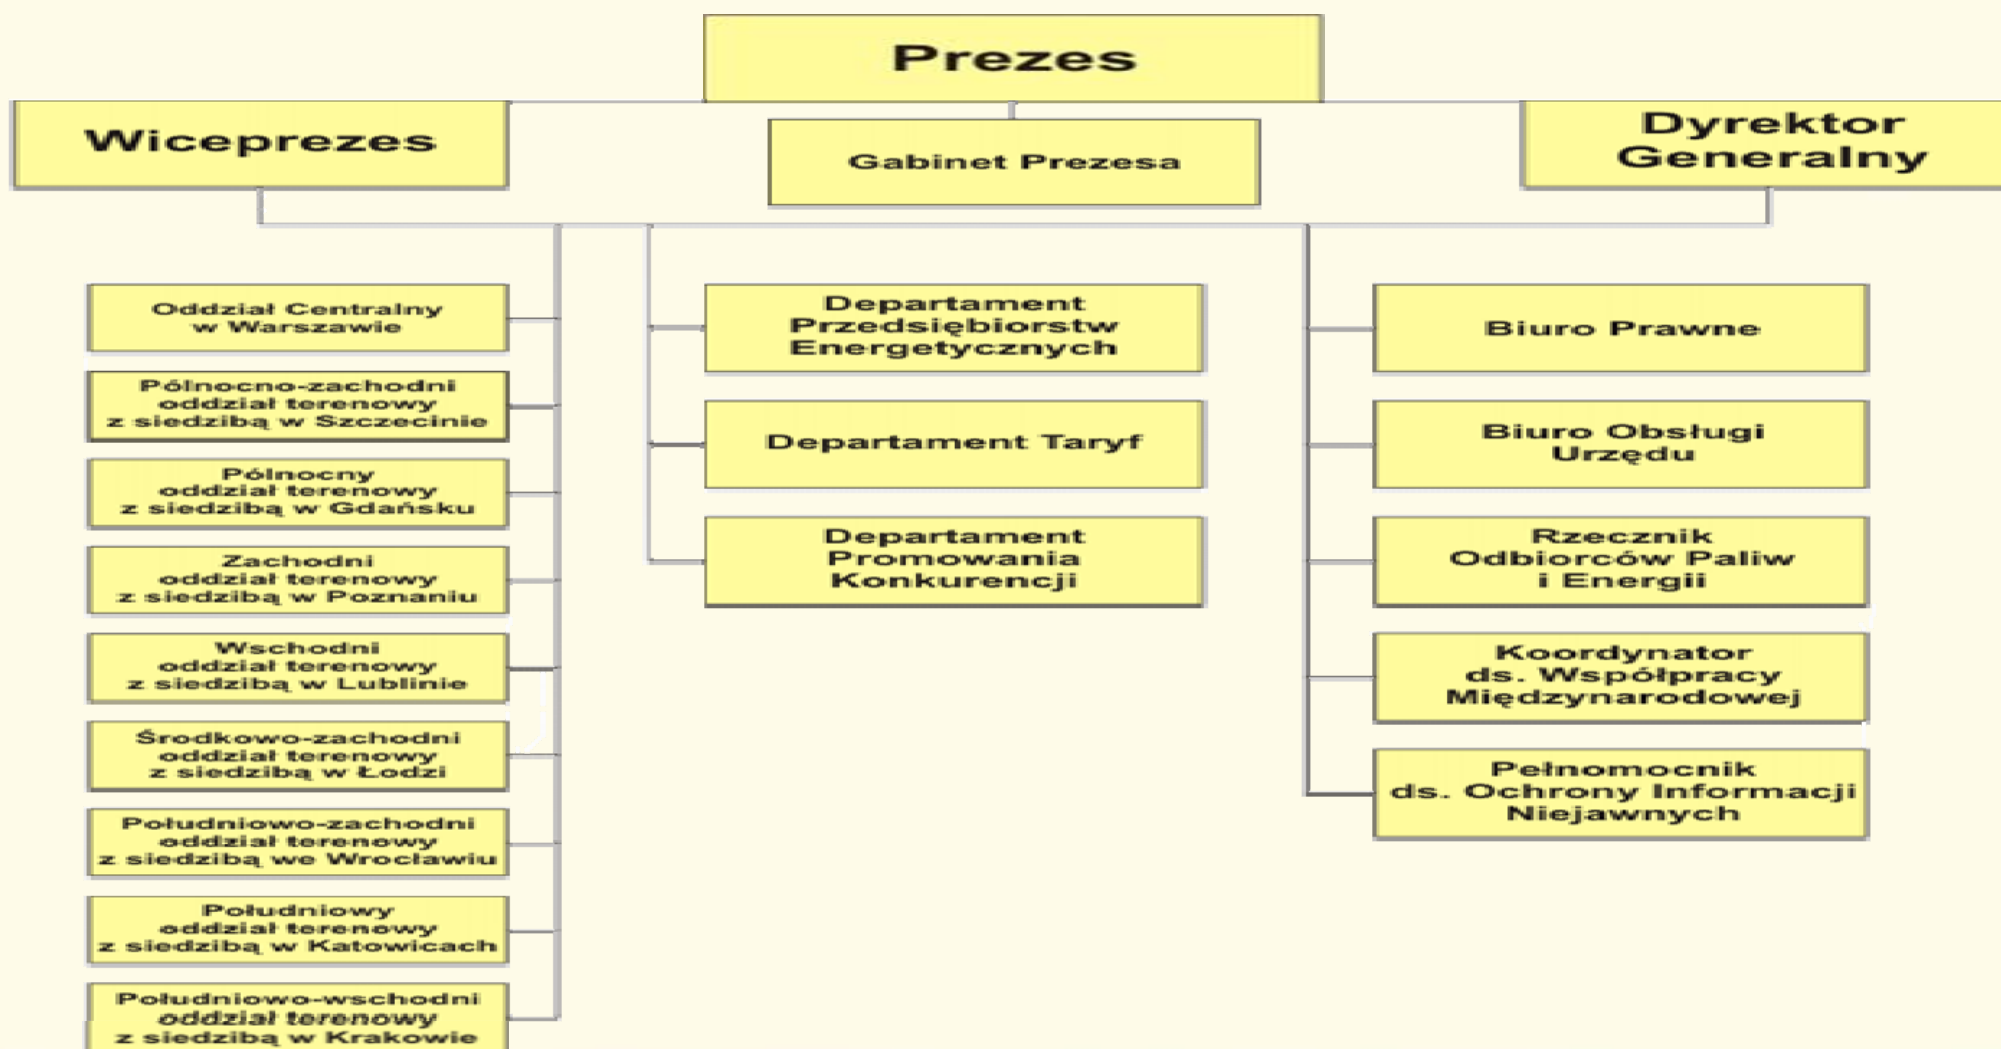 Prezes
Wiceprezes
Gabinet Prezesa
Dyrektor
Generalny
Oddział Centralny
w Warszawie
Północno-zachodni
oddział terenowy
z siedzibą w Szczecinie
Północny
oddział terenowy
z siedzibą w Gdańsku
Zachodni
oddział terenowy
z siedzibą w Poznaniu
Wschodni
oddział terenowy
z siedzibą w Lublinie
Środkowo-zachodni
oddział terenowy
z siedzibą w Łodzi
Południowo-zachodni
oddział terenowy
z siedzibą we Wrocławiu
Południowy
oddział terenowy
z siedzibą w Katowicach
Południowo-wschodni
oddział terenowy
z siedzibą w Krakowie
Departament
Przedsiębiorstw
Energetycznych
Departament Taryf
Departament
Promowania
Konkurencji
Biuro Prawne
Biuro Obsługi
Urzędu
Rzecznik
Odbiorców Paliw
i Energii
Koordynator
ds. Współpracy
Międzynarodowej
Pełnomocnik
ds. Ochrony Informacji
Niejawnych